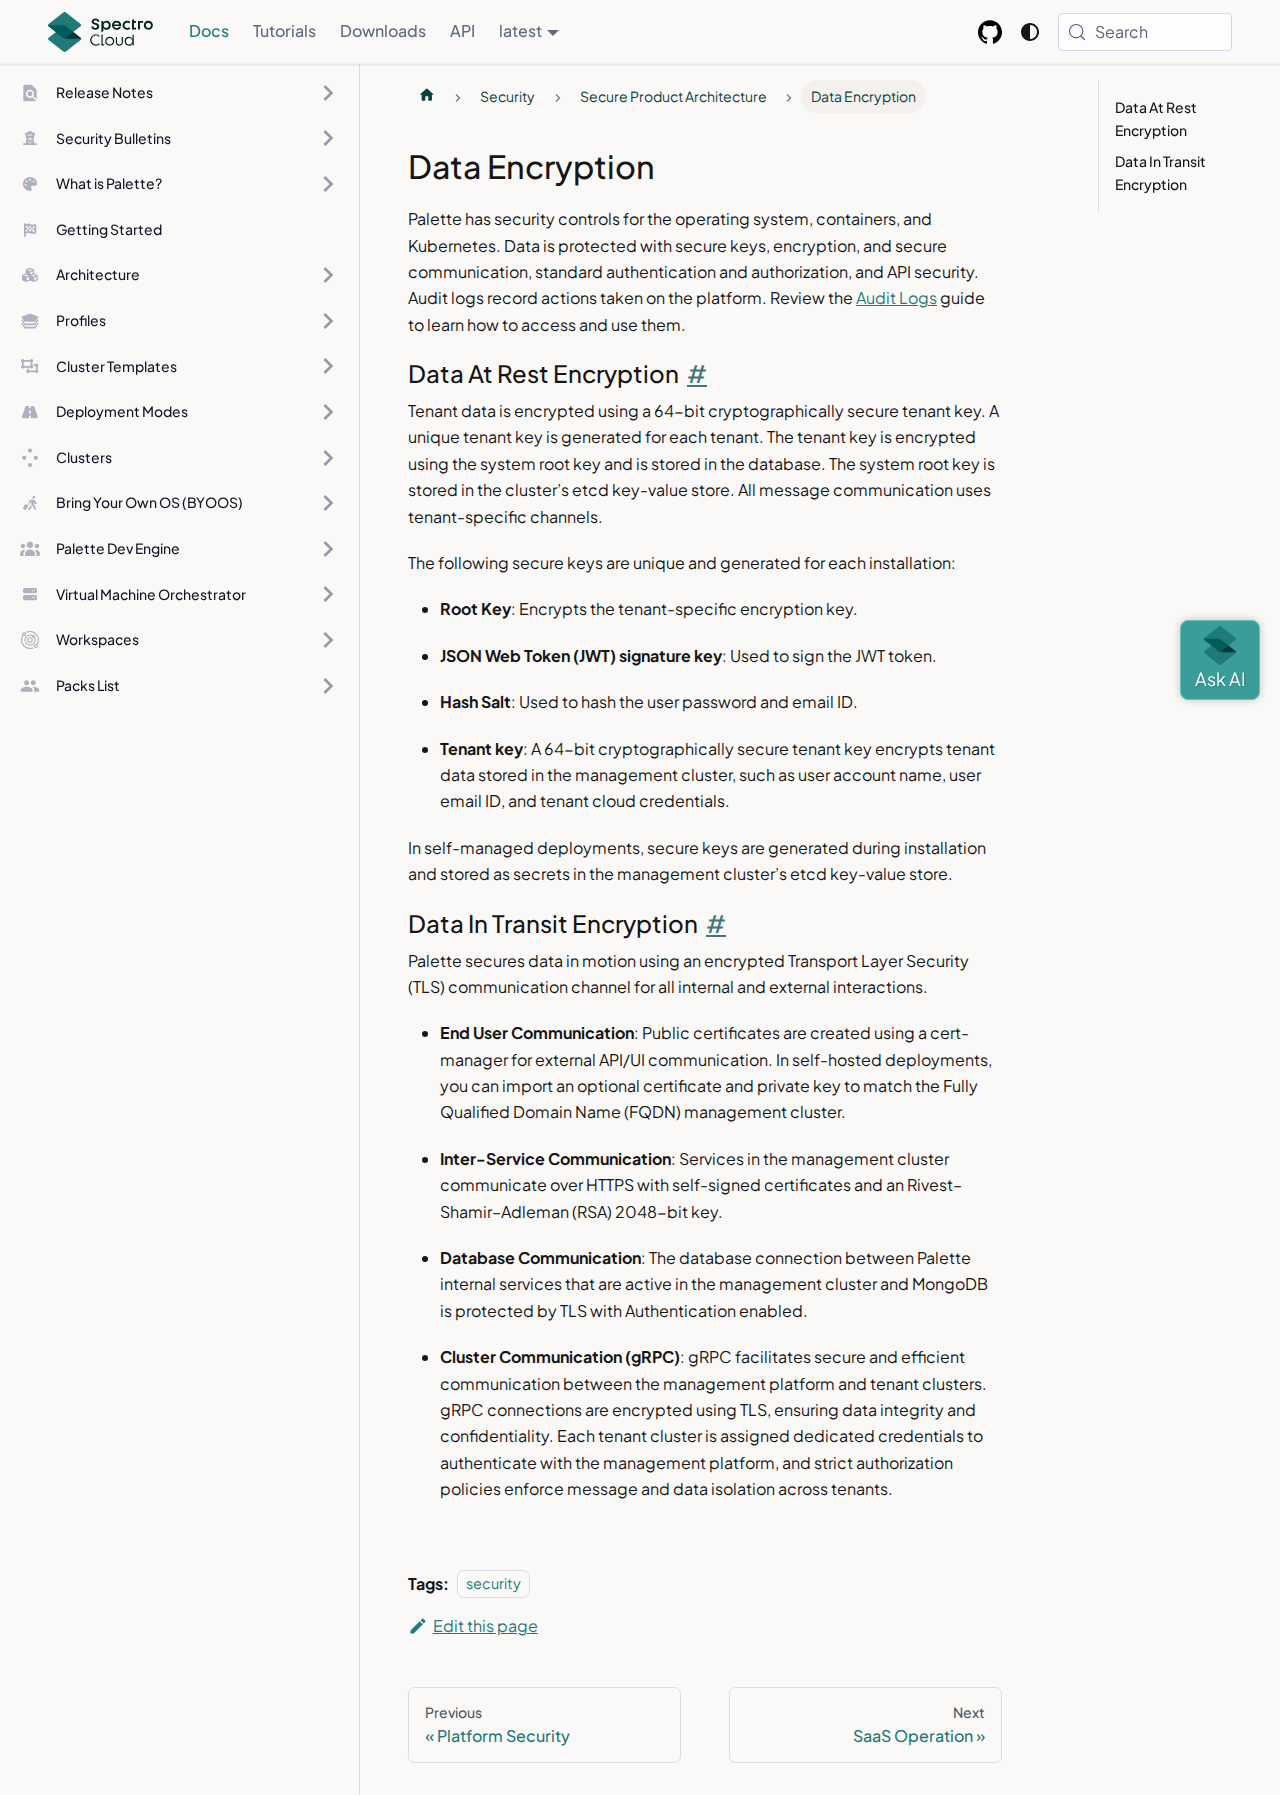 Spectro
Cloud
Docs
Tutorials
Downloads
API
latest
Search
Release Notes
Security Bulletins
What is Palette?
Getting Started
Architecture
Profiles
Cluster Templates
Deployment Modes
Clusters
Bring Your Own OS (BYOOS)
Palette Dev Engine
Virtual Machine Orchestrator
Workspaces
Packs List
Security
Secure Product Architecture
Data Encryption
Data Encryption
Palette has security controls for the operating system, containers, and
Kubernetes. Data is protected with secure keys, encryption, and secure
communication, standard authentication and authorization, and API security.
Audit logs record actions taken on the platform. Review the Audit Logs guide
to learn how to access and use them.
Data At Rest Encryption #
Tenant data is encrypted using a 64-bit cryptographically secure tenant key. A
unique tenant key is generated for each tenant. The tenant key is encrypted
using the system root key and is stored in the database. The system root key is
stored in the cluster's etcd key-value store. All message communication uses
tenant-specific channels.
The following secure keys are unique and generated for each installation:
Root Key: Encrypts the tenant-specific encryption key.
JSON Web Token (JWT) signature key: Used to sign the JWT token.
Hash Salt: Used to hash the user password and email ID.
Tenant key: A 64-bit cryptographically secure tenant key encrypts tenant
data stored in the management cluster, such as user account name, user
email ID, and tenant cloud credentials.
In self-managed deployments, secure keys are generated during installation
and stored as secrets in the management cluster's etcd key-value store.
Data In Transit Encryption #
Palette secures data in motion using an encrypted Transport Layer Security
(TLS) communication channel for all internal and external interactions.
End User Communication: Public certificates are created using a cert-
manager for external API/UI communication. In self-hosted deployments,
you can import an optional certificate and private key to match the Fully
Qualified Domain Name (FQDN) management cluster.
Inter-Service Communication: Services in the management cluster
communicate over HTTPS with self-signed certificates and an Rivest–
Shamir–Adleman (RSA) 2048-bit key.
Database Communication: The database connection between Palette
internal services that are active in the management cluster and MongoDB
is protected by TLS with Authentication enabled.
Cluster Communication (gRPC): gRPC facilitates secure and efficient
communication between the management platform and tenant clusters.
gRPC connections are encrypted using TLS, ensuring data integrity and
confidentiality. Each tenant cluster is assigned dedicated credentials to
authenticate with the management platform, and strict authorization
policies enforce message and data isolation across tenants.
Tags: security
Edit this page
Previous
« Platform Security
Next
SaaS Operation »
Data At Rest
Encryption
Data In Transit
Encryption
Ask AI